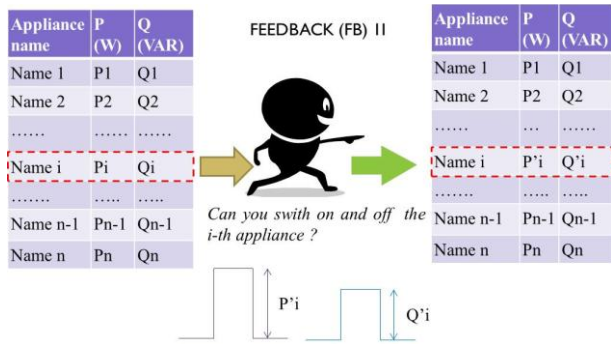 FEEDBACK (FB) II
Appliance name P (W) Q (VAR)
Name 1 P1 Q1
Name 2 P2 Q2
…… …… ……
Name i Pi Qi
……. ….. …...
Name n-1 Pn-1 Qn-1
Name n Pn Qn
Can you swith on and off the
i-th appliance ?
P’i
Q’i
Appliance name P (W) Q (VAR)
Name 1 P1 Q1
Name 2 P2 Q2
…… … ……
Name i P’i Q’i
……. … …..
Name n-1 Pn-1 Qn-1
Name n Pn Qn